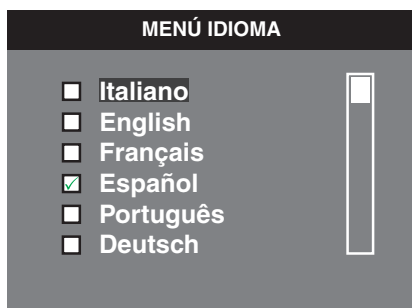 MENÚ IDIOMA
Italiano
English
Français
Español
Português
Deutsch